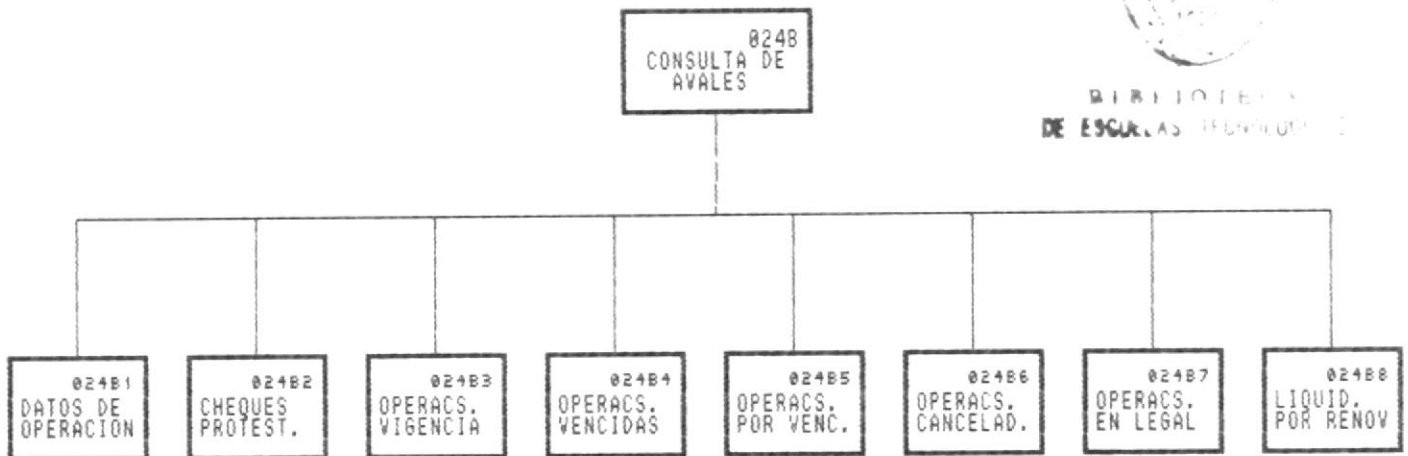 024B
CONSULTA DE
AVALES
DE ESCUELAS
024B1
DATOS DE
OPERACION
024B2
CHEQUES
PROTEST.
024B3
OPERACS.
VIGENCIA
024B4
OPERACS.
VENCIDAS
024B5
OPERACS.
POR VENC.
024B6
OPERACS.
CANCELAD.
024B7
OPERACS.
EN LEGAL
024B8
LIQUID.
POR RENOV